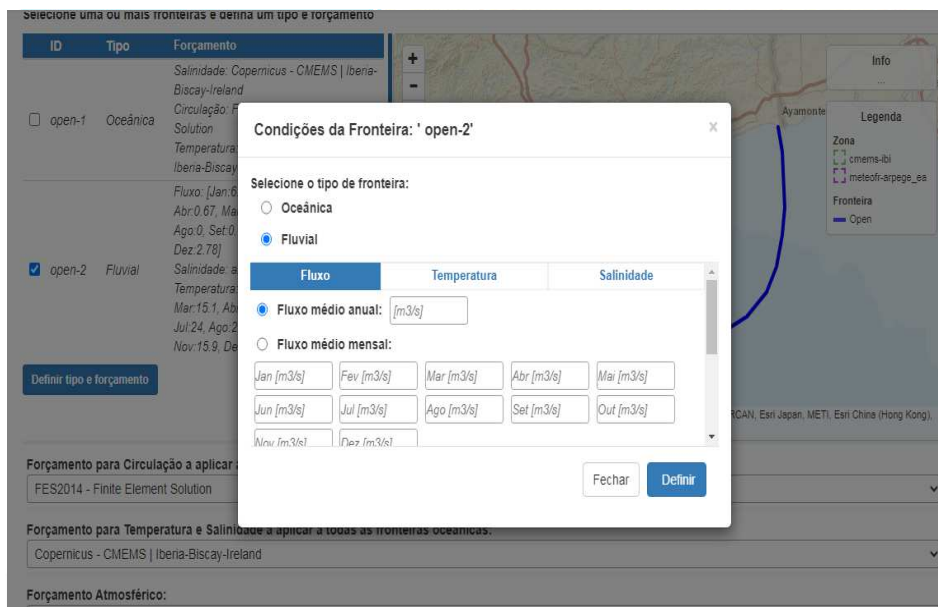 Selecione uma ou mais fronteiras e defina um tipo e forçamento
ID Tipo Forçamento
Salinidade: Copernicus - CMEMS | Iberia-
Biscay-Ireland
Circulação: F
open-1 Oceânica Solution
Temperatura:
Iberia-Biscay
Fluxo: [Jan:6
Abr:0.67, Mai
Ago:0, Set:0,
Dez:2.78]
open-2 Fluvial Salinidade: a
Temperatura:
Mar:15.1, Ab
Jul:24, Ago:2
Nov:15.9, De
Definir tipo e forçamento
+
-
Ayamonte
Info
...
Legenda
Zona
cmems-ibi
meteofr-arpege_ea
Fronteira
Open
RCAN, Esri Japan, METI, Esri China (Hong Kong),
Condições da Fronteira: ' open-2' x
Selecione o tipo de fronteira:
Oceânica
Fluvial
Fluxo Temperatura Salinidade
Fluxo médio anual: [m3/s]
Fluxo médio mensal:
Jan [m3/s] Fev [m3/s] Mar [m3/s] Abr [m3/s] Mai [m3/s]
Jun [m3/s] Jul [m3/s] Ago [m3/s] Set [m3/s] Out [m3/s]
Nov [m3/s] Dez [m3/s]
Fechar Definir
Forçamento para Circulação a aplicar a
FES2014 - Finite Element Solution
Forçamento para Temperatura e Salinidade a aplicar a todas as fronteiras oceânicas:
Copernicus - CMEMS | Iberia-Biscay-Ireland
Forçamento Atmosférico: